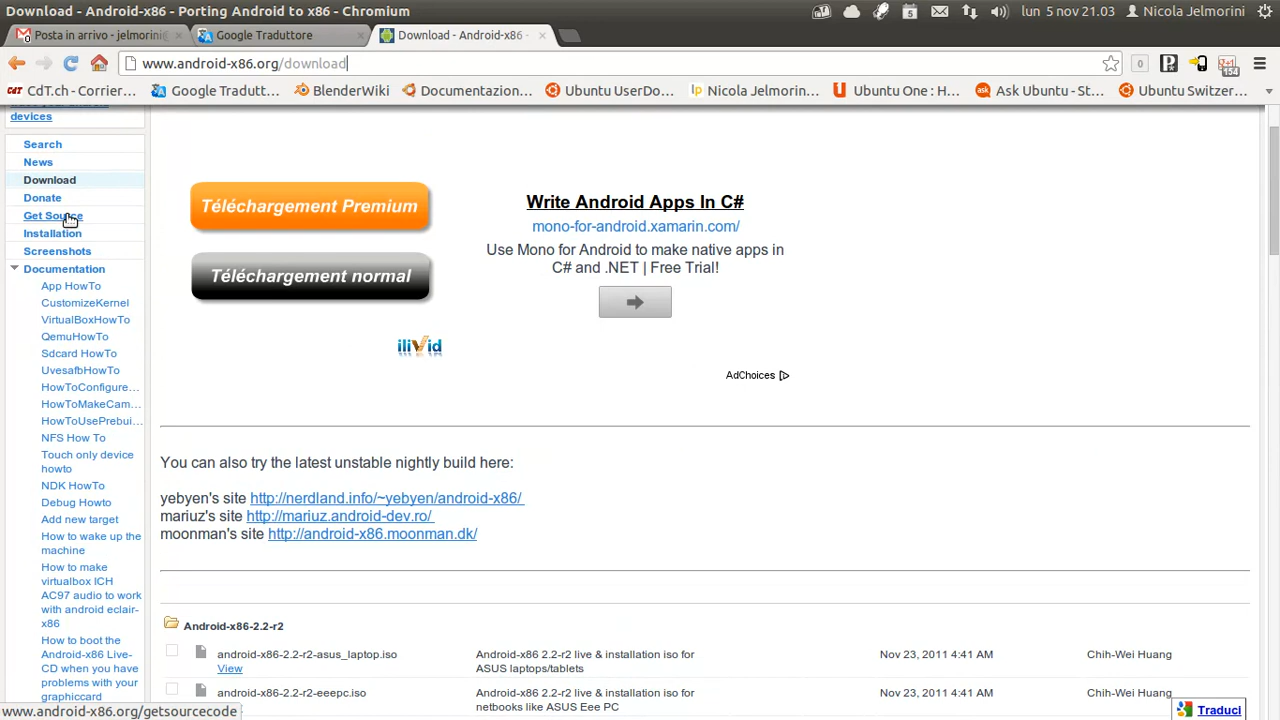 Download - Android-x86 - Porting Android to x86 - Chromium
5
lun 5 nov 21.03
Nicola Jelmorini
Posta in arrivo - jelmorini@
Google Traduttore
Download - Android-x86 -
www.android-x86.org/download
0
CdT.ch - Corrier...
Google Tradutt...
BlenderWiki
Documentazion...
Ubuntu UserDo...
Nicola Jelmorini...
Ubuntu One : H...
Ask Ubuntu - St...
Ubuntu Switzer...
devices
Search
News
Download
Donate
Get Source
Installation
Screenshots
Documentation
App HowTo
CustomizeKernel
VirtualBoxHowTo
QemuHowTo
Sdcard HowTo
UvesafbHowTo
HowToConfigure...
HowToMakeCam...
HowToUsePrebui...
NFS How To
Touch only device
howto
NDK HowTo
Debug Howto
Add new target
How to wake up the
machine
How to make
virtualbox ICH
AC97 audio to work
with android eclair-
x86
How to boot the
Android-x86 Live-
CD when you have
problems with your
graphiccard
www.android-x86.org/getsourcecode
Téléchargement Premium
Téléchargement normal
ilivid
Write Android Apps In C#
mono-for-android.xamarin.com/
Use Mono for Android to make native apps in
C# and .NET | Free Trial!
AdChoices
You can also try the latest unstable nightly build here:
yebyen's site http://nerdland.info/~yebyen/android-x86/
mariuz's site http://mariuz.android-dev.ro/
moonman's site http://android-x86.moonman.dk/
Android-x86-2.2-r2
android-x86-2.2-r2-asus_laptop.iso
View
Android-x86 2.2-r2 live & installation iso for
ASUS laptops/tablets
Nov 23, 2011 4:41 AM
Chih-Wei Huang
android-x86-2.2-r2-eeepc.iso
Android-x86 2.2-r2 live & installation iso for
netbooks like ASUS Eee PC
Nov 23, 2011 4:41 AM
Chih-Wei Huang
Traduci